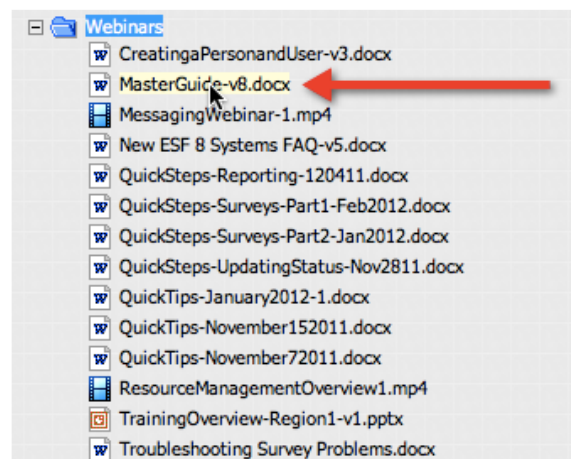 Webinars
CreatingaPersonandUser-v3.docx
MasterGuide-v8.docx
MessagingWebinar-1.mp4
New ESF 8 Systems FAQ-v5.docx
QuickSteps-Reporting-120411.docx
QuickSteps-Surveys-Part1-Feb2012.docx
QuickSteps-Surveys-Part2-Jan2012.docx
QuickSteps-UpdatingStatus-Nov2811.docx
QuickTips-January2012-1.docx
QuickTips-November152011.docx
QuickTips-November72011.docx
ResourceManagementOverview1.mp4
TrainingOverview-Region1-v1.pptx
Troubleshooting Survey Problems.docx